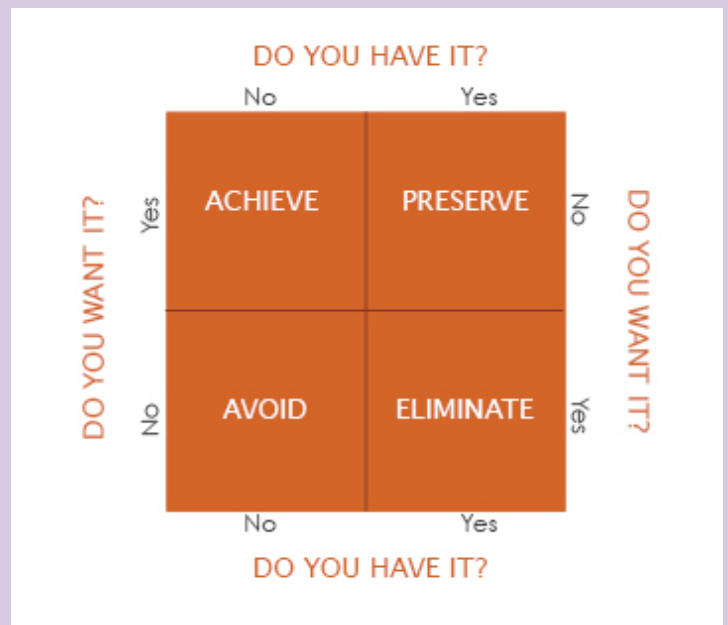 DO YOU HAVE IT?
No Yes
DO YOU WANT IT?
Yes
No
ACHIEVE PRESERVE
AVOID ELIMINATE
No
Yes
DO YOU WANT IT?
No Yes
DO YOU HAVE IT?